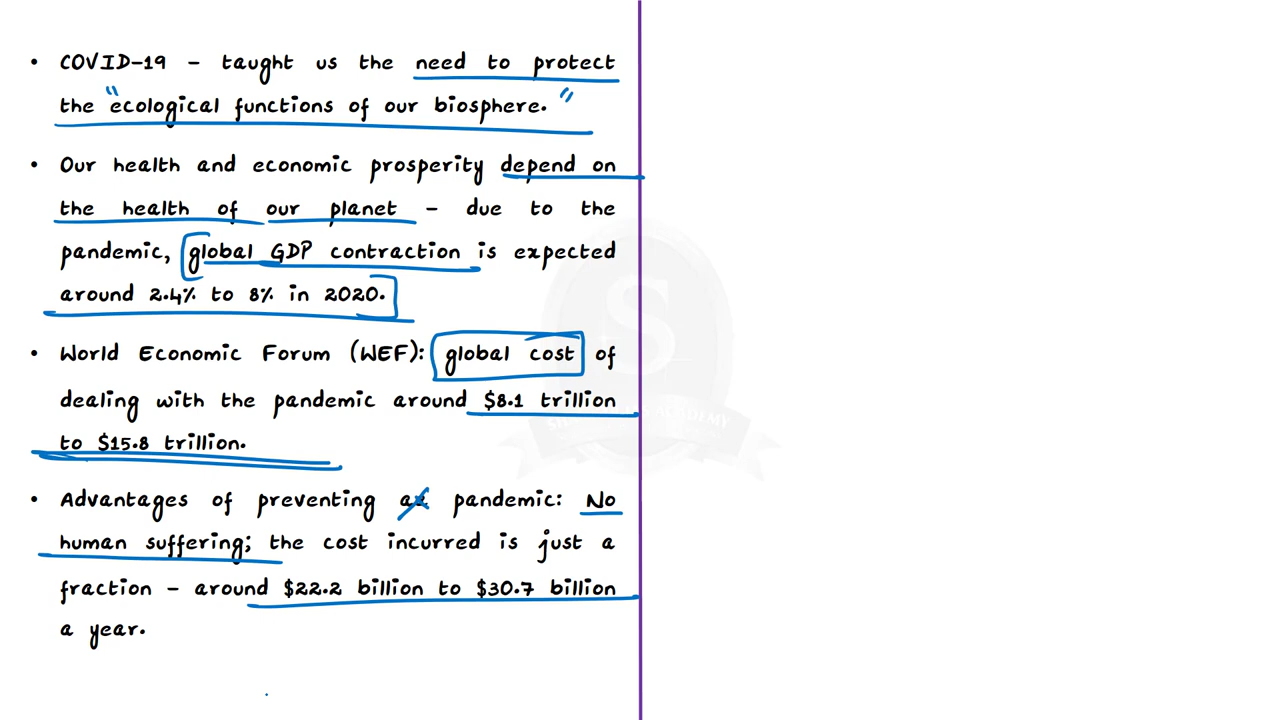 • COVID-19 – taught us the need to protect
the "ecological functions of our biosphere."
• Our health and economic prosperity depend on
the health of our planet – due to the
pandemic, [global GDP contraction is expected
around 2.4% to 8% in 2020.]
• World Economic Forum (WEF): global cost of
dealing with the pandemic around $8.1 trillion
to $15.8 trillion.
• Advantages of preventing pandemic: No
human suffering; the cost incurred is just a
fraction – around $22.2 billion to $30.7 billion
a year.